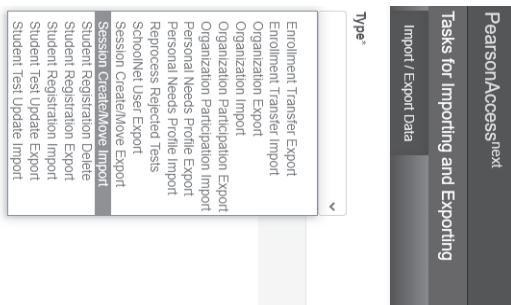 PearsonAccessnext
Tasks for Importing and Exporting
Import / Export Data
Type*
Enrollment Transfer Export
Enrollment Transfer Import
Organization Export
Organization Import
Organization Participation Export
Organization Participation Import
Personal Needs Profile Export
Personal Needs Profile Import
Reprocess Rejected Tests
SchoolNet User Export
Session Create/Move Export
Session Create/Move Import
Student Registration Delete
Student Registration Export
Student Registration Import
Student Test Update Export
Student Test Update Import